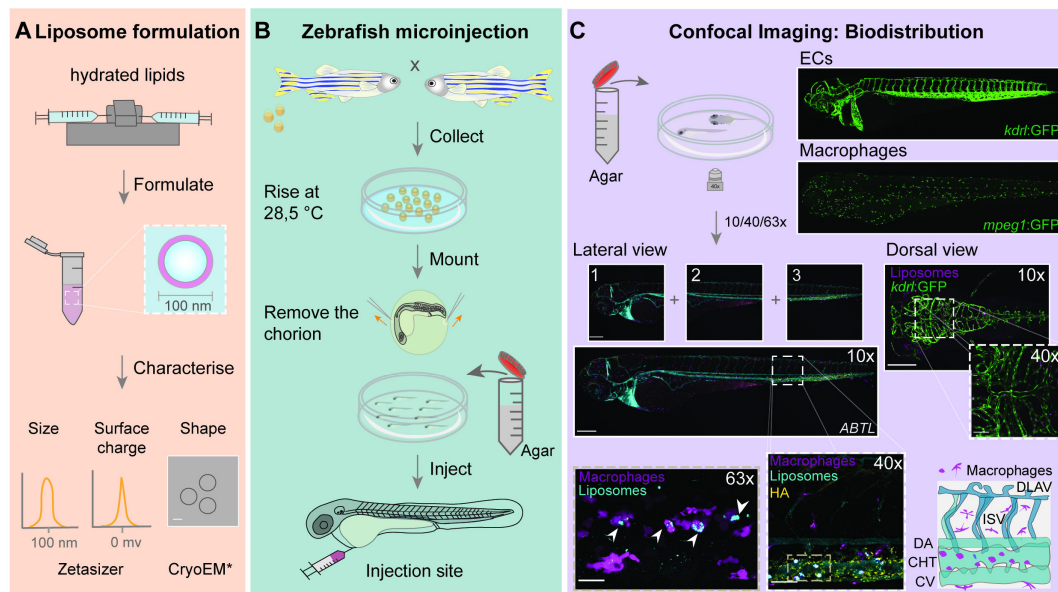 A Liposome formulation
hydrated lipids
Formulate
100 nm
Characterise
Size
Surface
charge
Shape
100 nm
0 mv
Zetasizer
CryoEM*
B Zebrafish microinjection
x
Collect
Rise at
28,5 °C
Mount
Remove the
chorion
Agar
Inject
Injection site
C Confocal Imaging: Biodistribution
Agar
40x
10/40/63x
ECs
kdrl:GFP
Macrophages
mpeg1:GFP
Lateral view
1
+
2
+
3
10x
ABTL
Dorsal view
Liposomes
kdrl:GFP
10x
40x
Macrophages
Liposomes
63x
Macrophages
Liposomes
HA
40x
Macrophages
DLAV
ISV
DA
CHT
CV